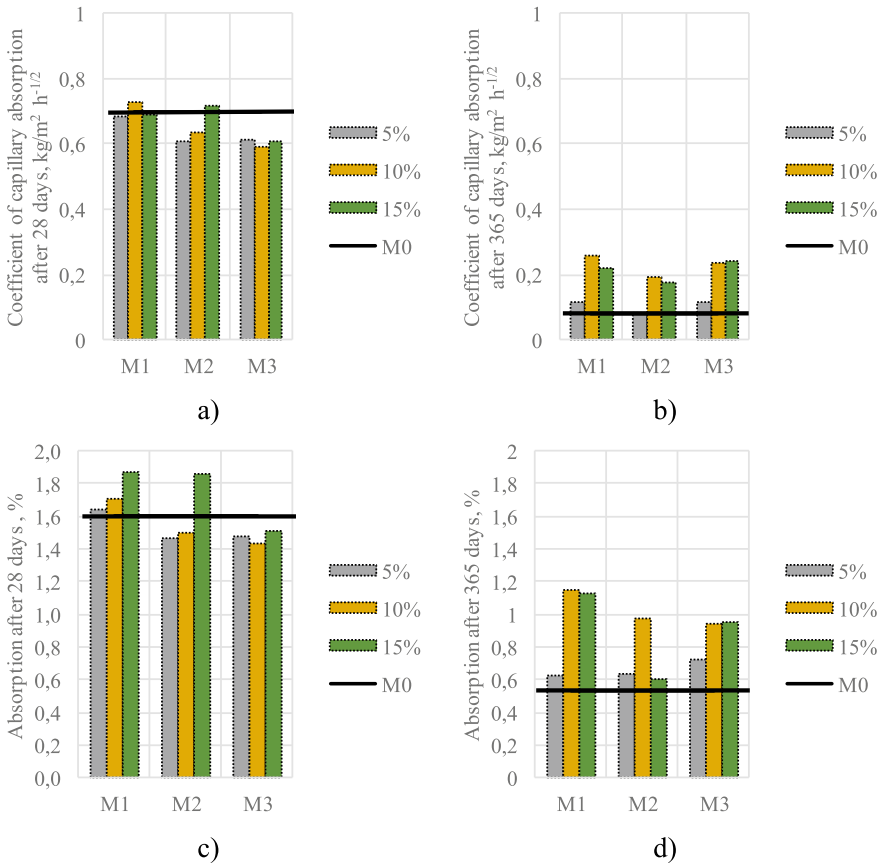 Coefficient of capillary absorption
after 28 days, kg/m² h⁻¹/²
1
0,8
0,6
0,4
0,2
0
M1 M2 M3
5%
10%
15%
M0
a)
Coefficient of capillary absorption
after 365 days, kg/m² h⁻¹/²
1
0,8
0,6
0,4
0,2
0
M1 M2 M3
5%
10%
15%
M0
b)
Absorption after 28 days , %
2,0
1,8
1,6
1,4
1,2
1,0
0,8
0,6
0,4
0,2
0,0
M1 M2 M3
5%
10%
15%
M0
c)
Absorption after 365 days, %
2
1,8
1,6
1,4
1,2
1
0,8
0,6
0,4
0,2
0
M1 M2 M3
5%
10%
15%
M0
d)